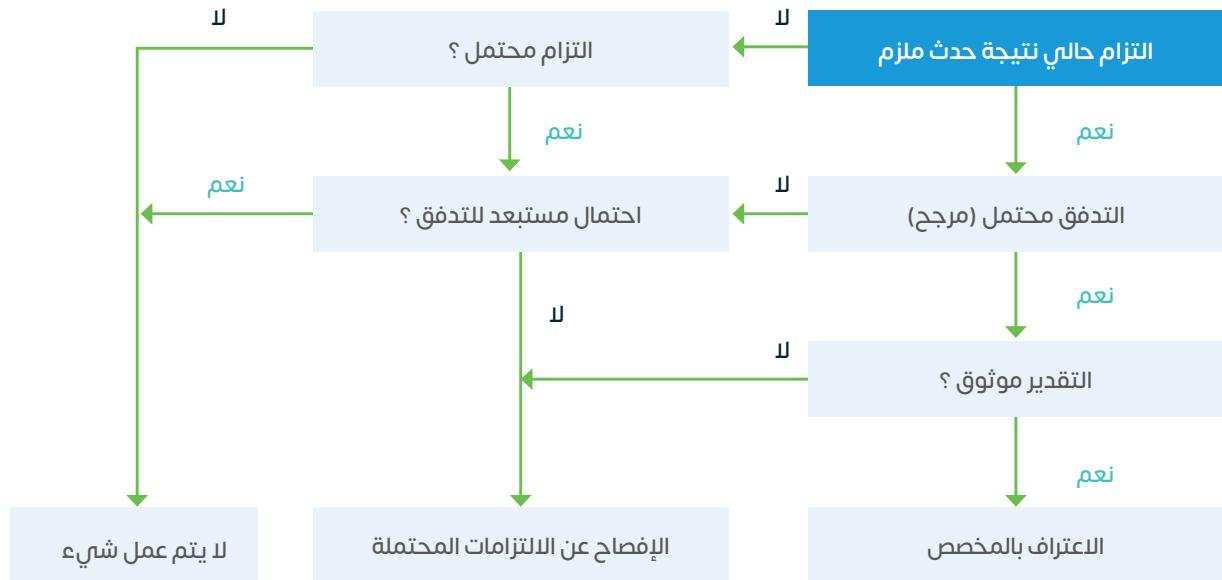 التزام حالي نتيجة حدث ملزم
لا
التزام محتمل ؟
لا
نعم
نعم
التدفق محتمل (مرجح)
لا
احتمال مستبعد للتدفق ؟
نعم
نعم
لا
التقدير موثوق ؟
لا
نعم
الاعتراف بالمخصص
الإفصاح عن الالتزامات المحتملة
لا يتم عمل شيء